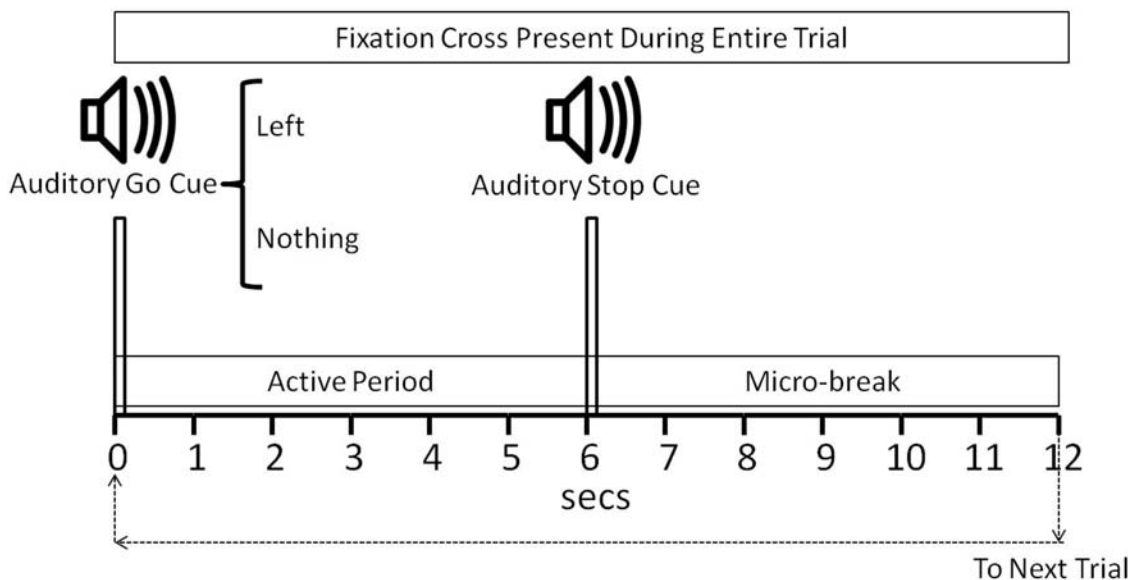 Fixation Cross Present During Entire Trial
Left
Auditory Go Cue
Auditory Stop Cue
Nothing
Active Period
Micro-break
0 1 2 3 4 5 6 7 8 9 10 11 12
secs
To Next Trial